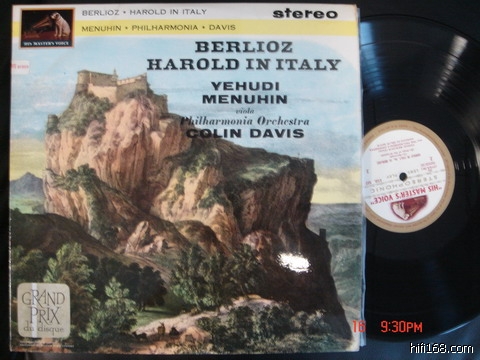 BERLIOZ • HAROLD IN ITALY
stereo
MENUHIN • PHILHARMONIA • DAVIS
HIS MASTER'S VOICE
BERLIOZ
HAROLD IN ITALY
YEHUDI
MENUHIN
viola
Philharmonia Orchestra
COLIN DAVIS
GRAND
PRIX
du disque
"HIS MASTER'S VOICE"
STEREOPHONIC
9:30PM
hifi168.com